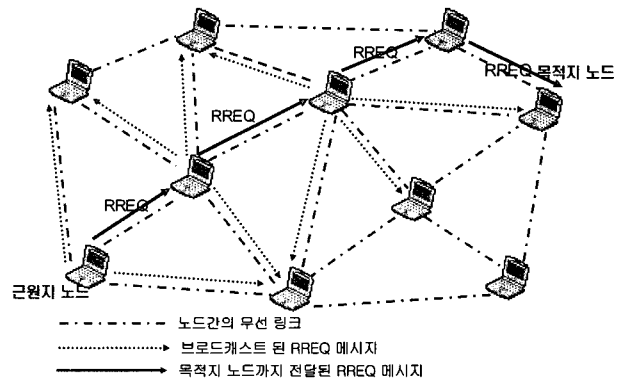 RREQ
RREQ 목적지 노드
RREQ
RREQ
근원지 노드
노드간의 무선 링크
브로드캐스트 된 RREQ 메시자
목적지 노드까지 전달된 RREQ 메시지